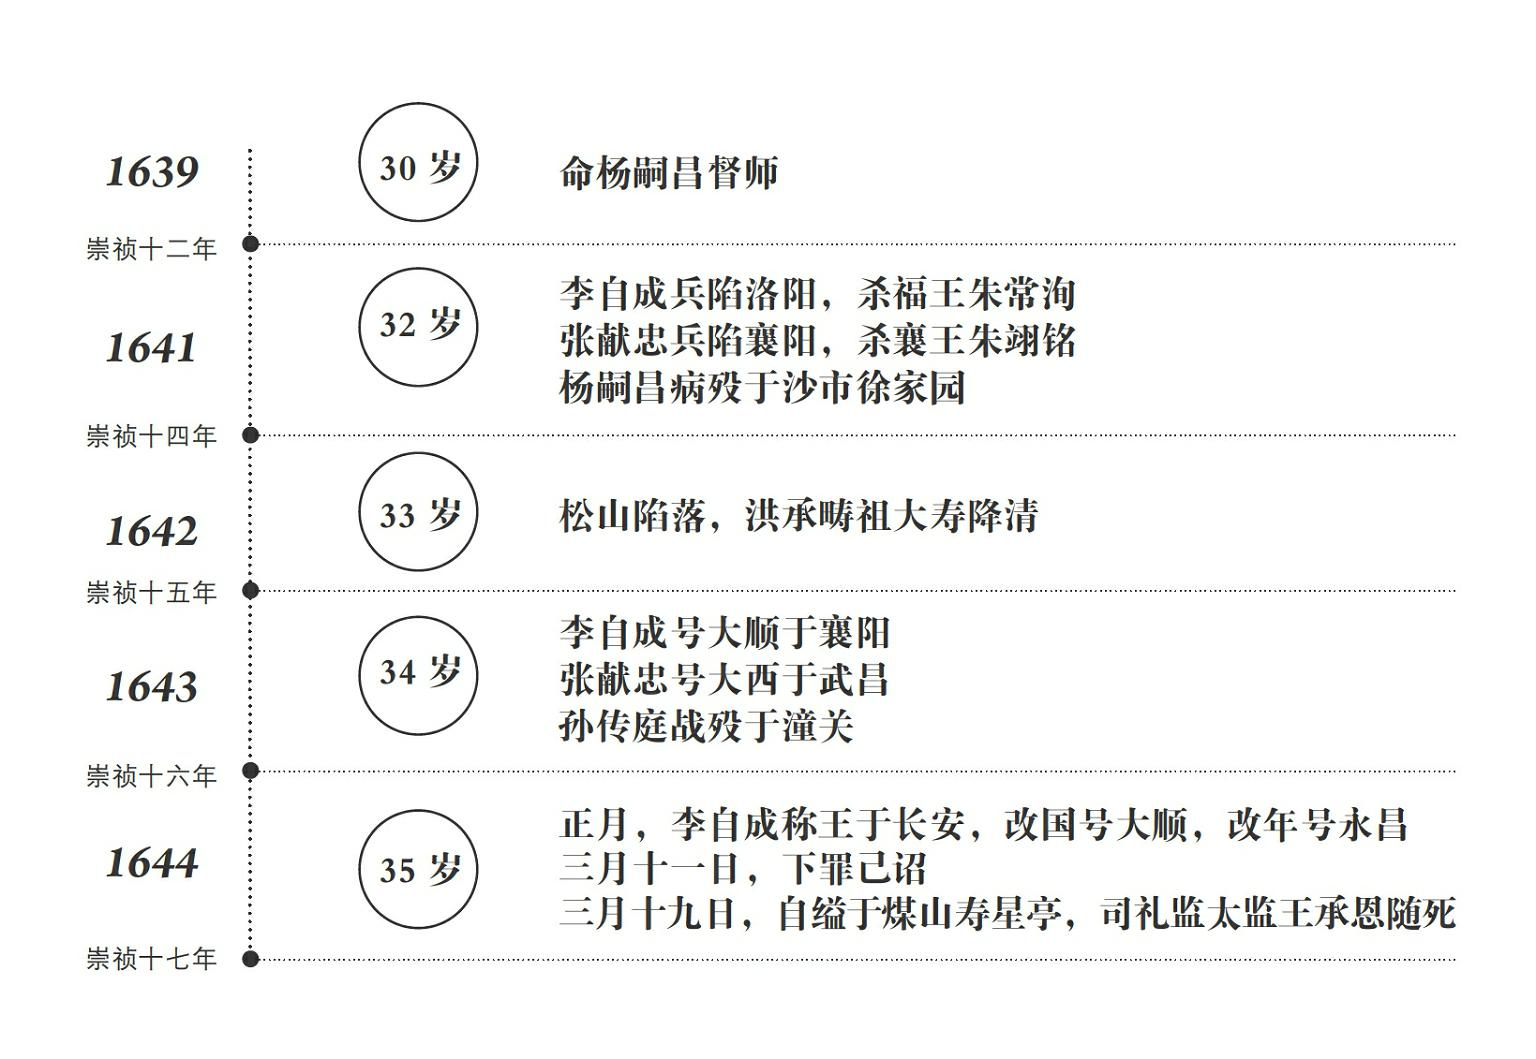 1639
崇祯十二年
30 岁
命杨嗣昌督师
1641
崇祯十四年
32 岁
李自成兵陷洛阳，杀福王朱常洵
张献忠兵陷襄阳，杀襄王朱翊铭
杨嗣昌病殁于沙市徐家园
1642
崇祯十五年
33 岁
松山陷落，洪承畴祖大寿降清
1643
崇祯十六年
34 岁
李自成号大顺于襄阳
张献忠号大西于武昌
孙传庭战殁于潼关
1644
崇祯十七年
35 岁
正月，李自成称王于长安，改国号大顺，改年号永昌
三月十一日，下罪己诏
三月十九日，自缢于煤山寿星亭，司礼监太监王承恩随死